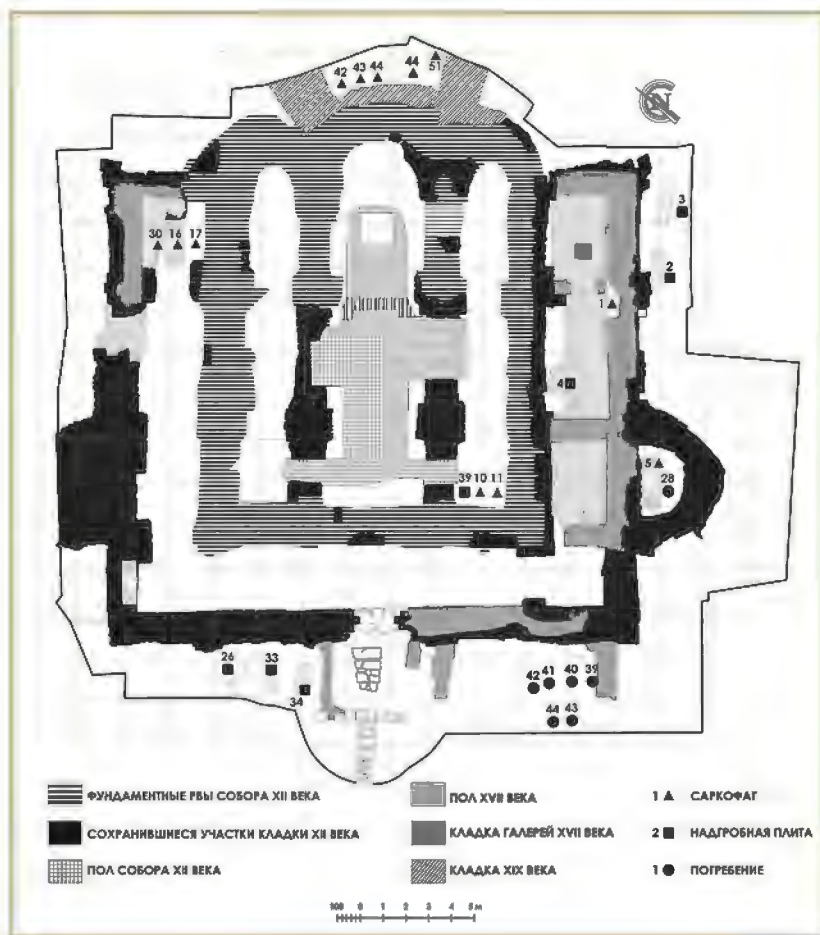 42 43 44 44 51
N
3
30 16 17
2
1
4
5
39 10 11
28
26 33
34
42 41 40 39
44 43
ФУНДАМЕНТНЫЕ РВЫ СОБОРА XII ВЕКА
СОХРАНИВШИЕСЯ УЧАСТКИ КЛАДКИ XII ВЕКА
ПОЛ СОБОРА XII ВЕКА
ПОЛ XVII ВЕКА
КЛАДКА ГАЛЕРЕЙ XVII ВЕКА
КЛАДКА XIX ВЕКА
1 САРКОФАГ
2 НАДГРОБНАЯ ПЛИТА
1 ПОГРЕБЕНИЕ
100 0 1 2 3 4 5м